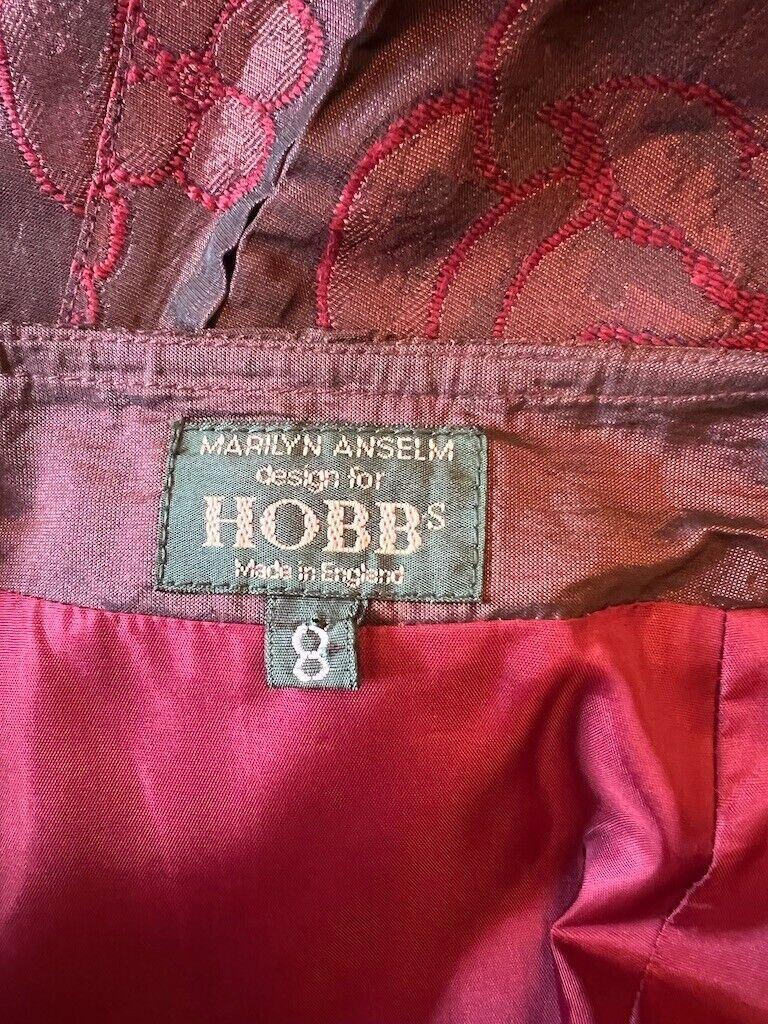 MARILYN ANSELM
design for
HOBBS
Made in England
8